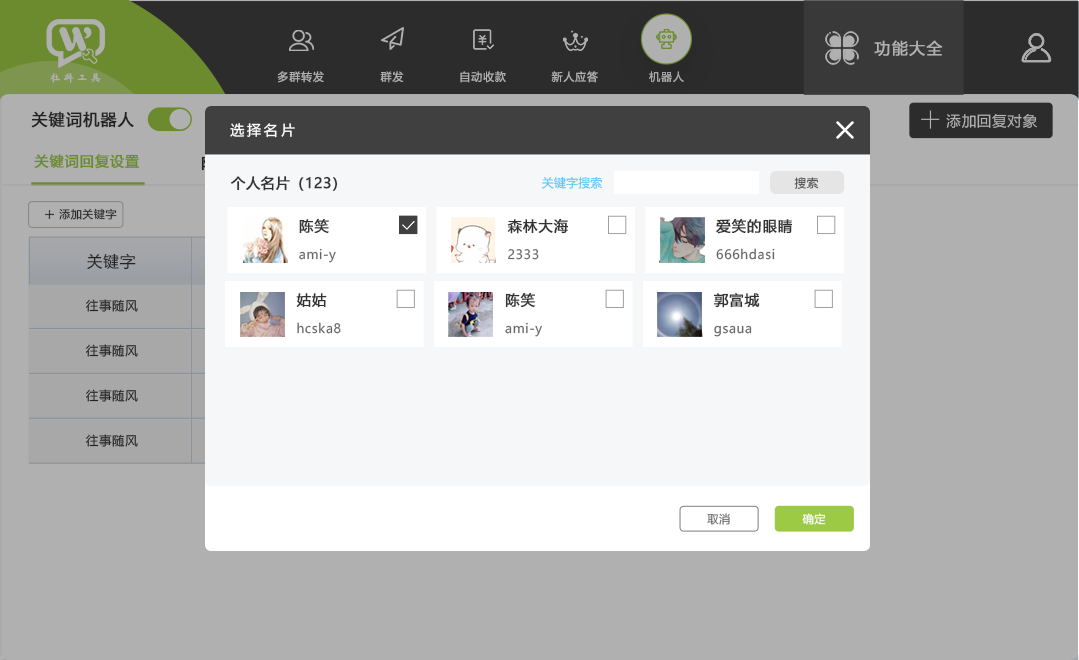 多群转发
群发
自动收款
新人应答
机器人
功能大全
关键词机器人
添加回复对象
关键词回复设置
+ 添加关键字
关键字
往事随风
往事随风
往事随风
往事随风
选择名片
个人名片（123）
关键字搜索
搜索
陈笑
ami-y
森林大海
2333
爱笑的眼睛
666hdasi
姑姑
hcska8
陈笑
ami-y
郭富城
gsaua
取消
确定